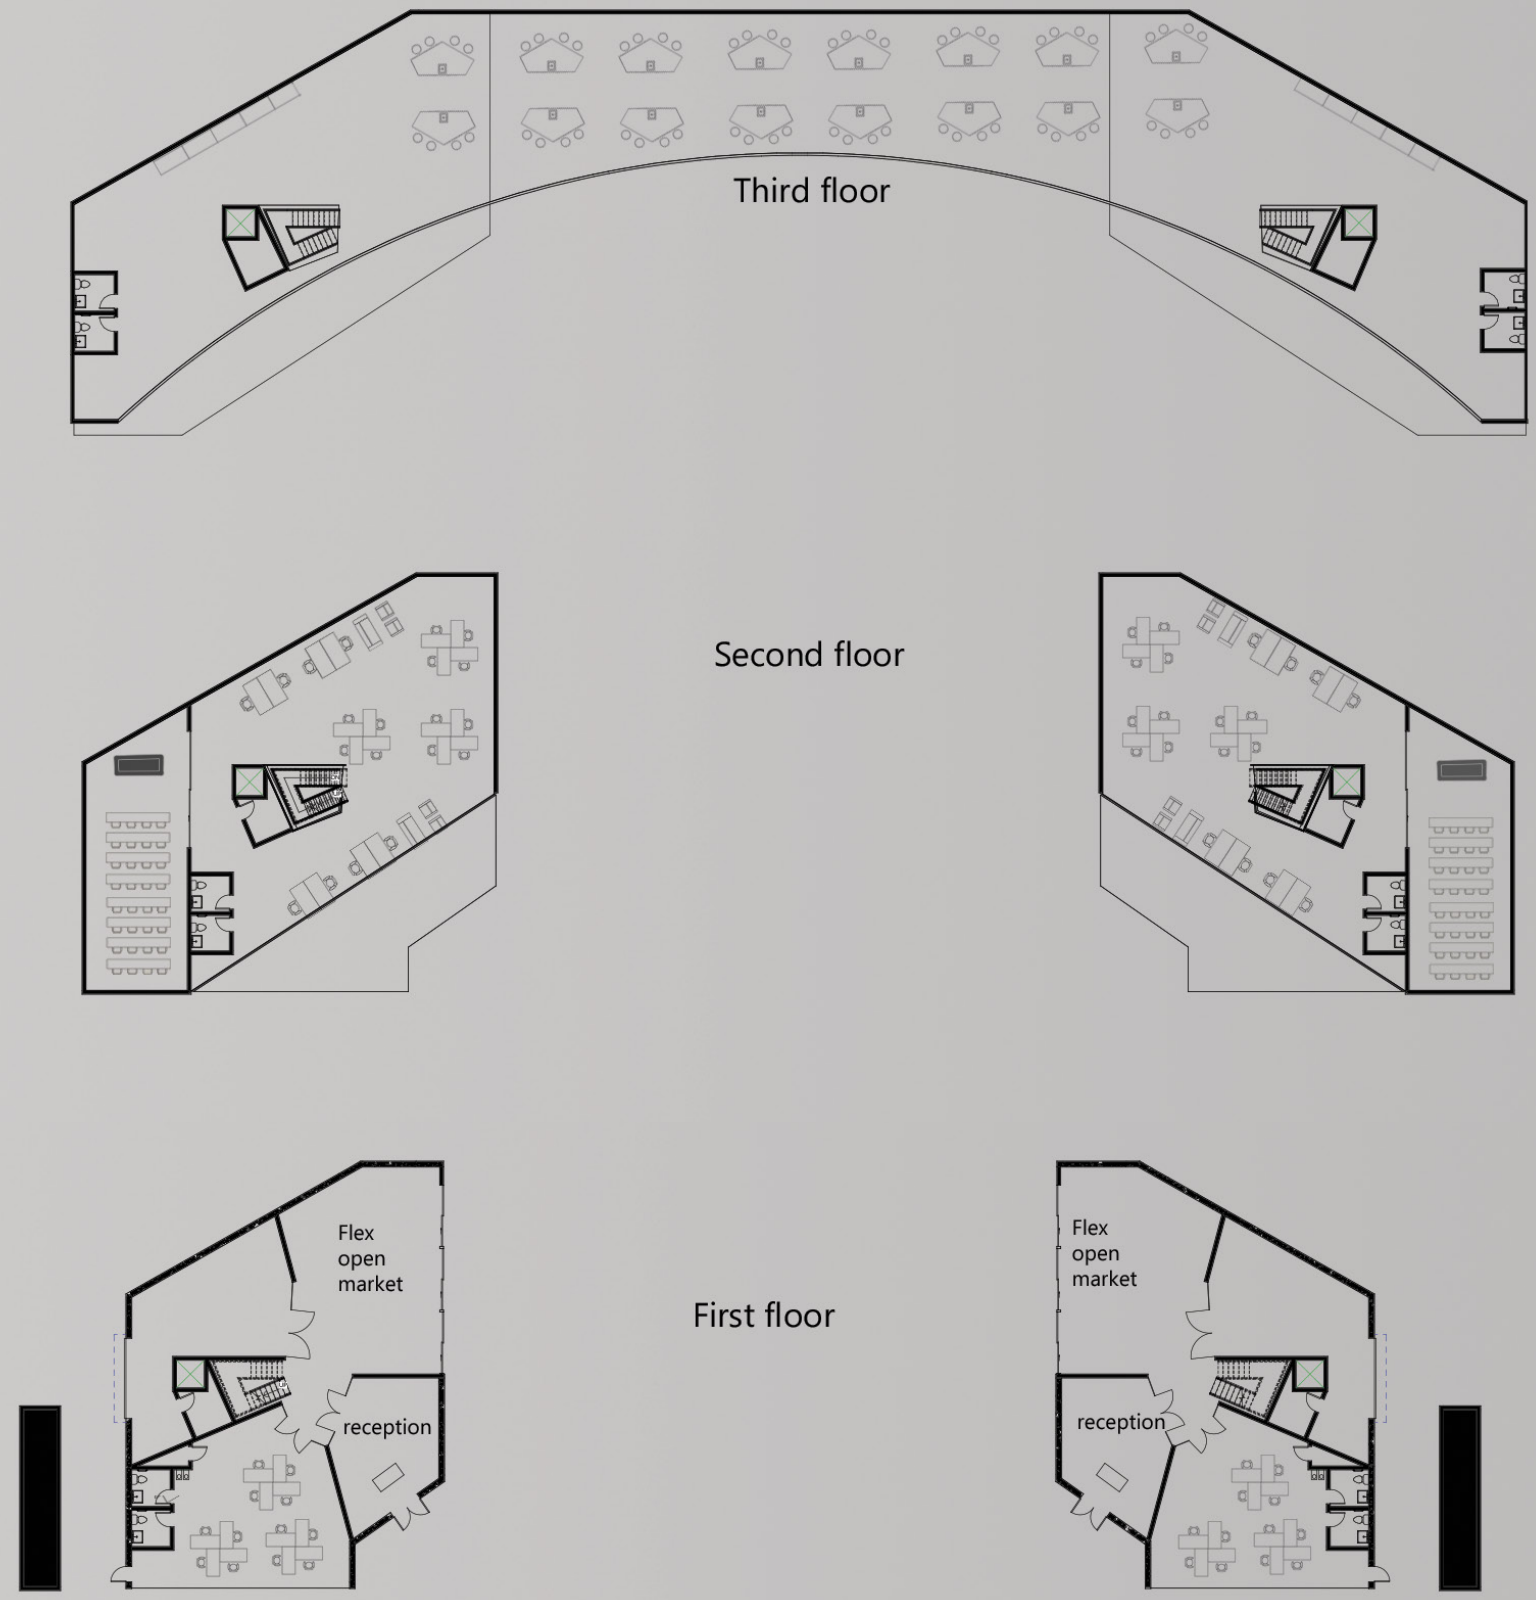 Third floor
Second floor
Flex
open
market
Flex
open
market
First floor
reception
reception